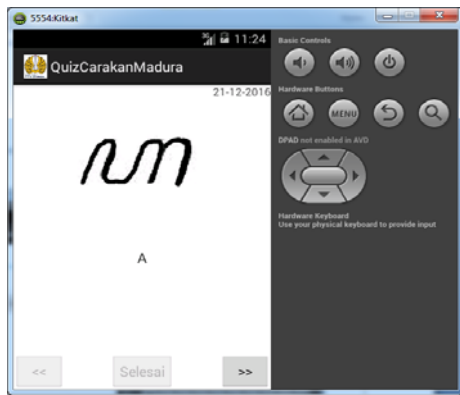 5554:Kitkat
3G 11:24
QuizCarakanMadura
21-12-2016
ꦲ
A
<< Selesai >>
Basic Controls
Hardware Buttons
MENU
DPAD not enabled in AVD
Hardware Keyboard
Use your physical keyboard to provide input